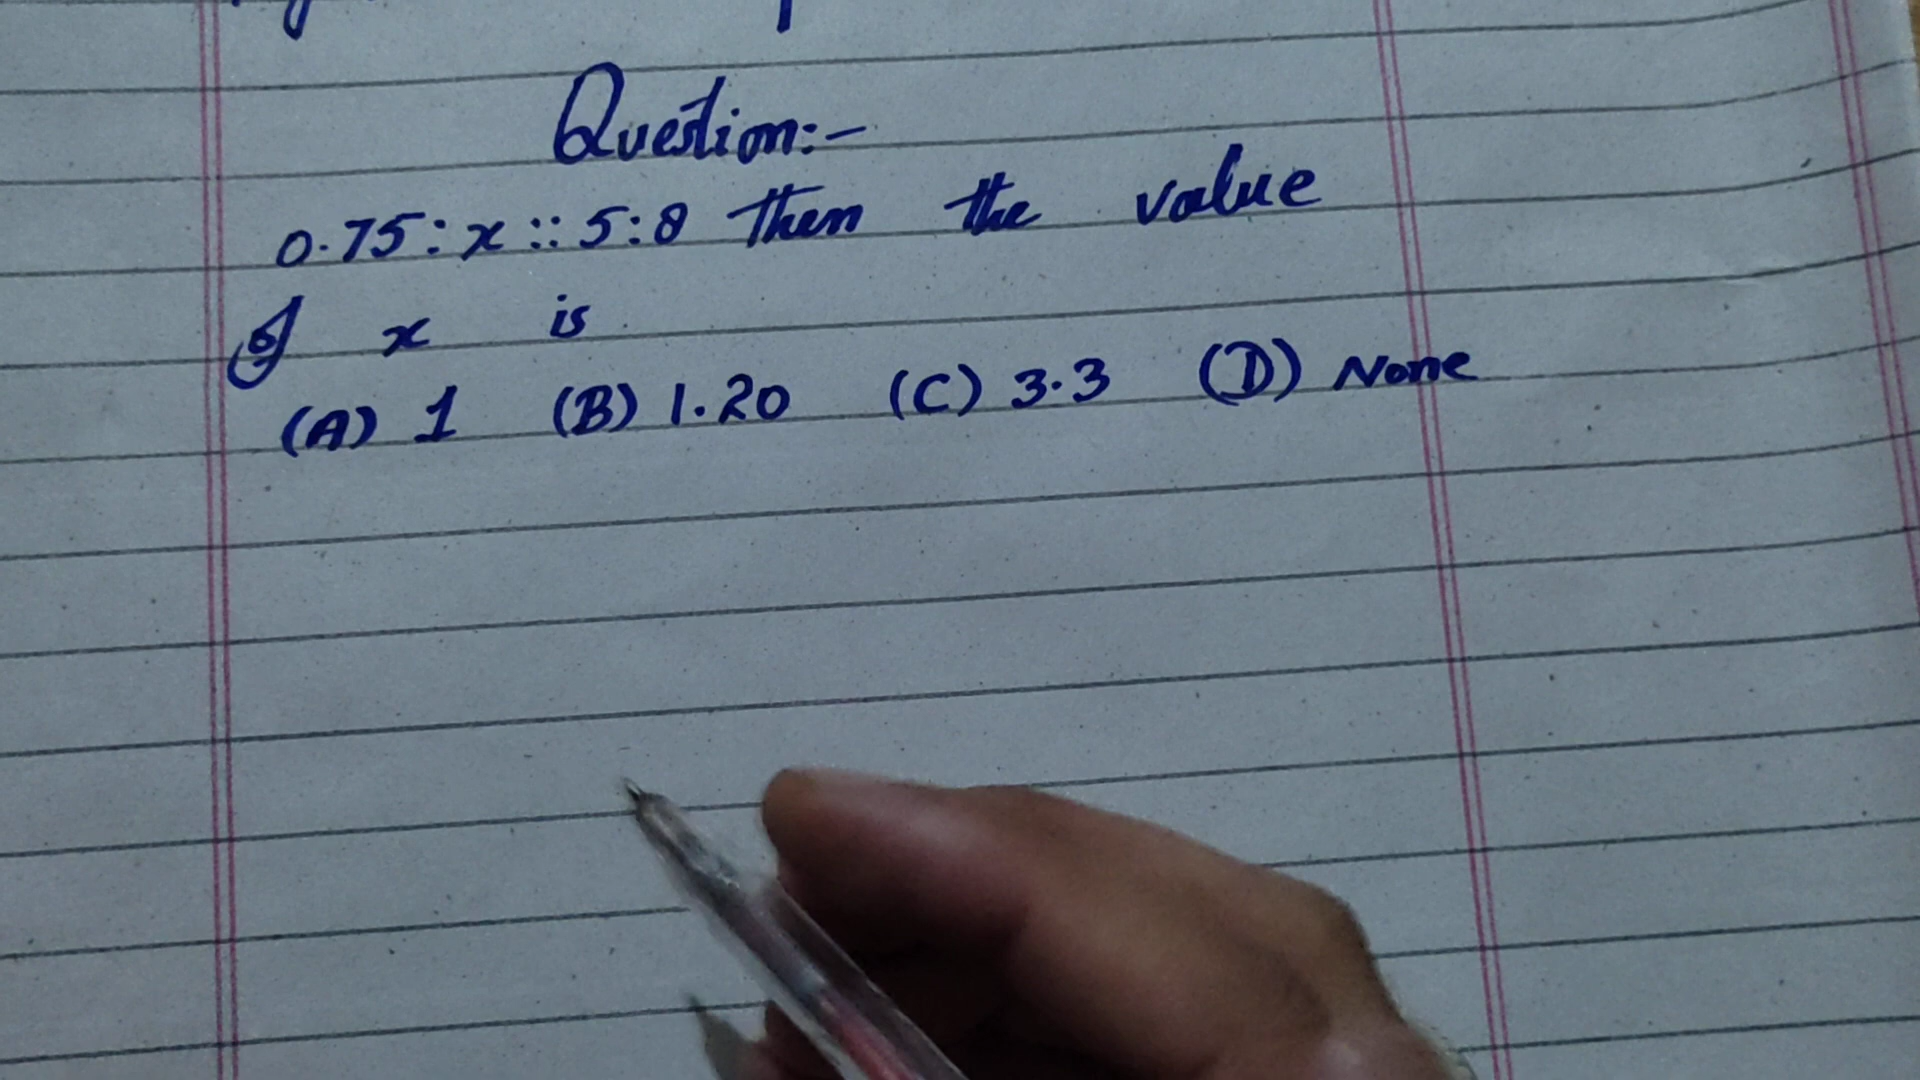 Question:-
0.75:x::5:8 then the value
of x is
(A) 1 (B) 1.20 (C) 3.3 (D) None